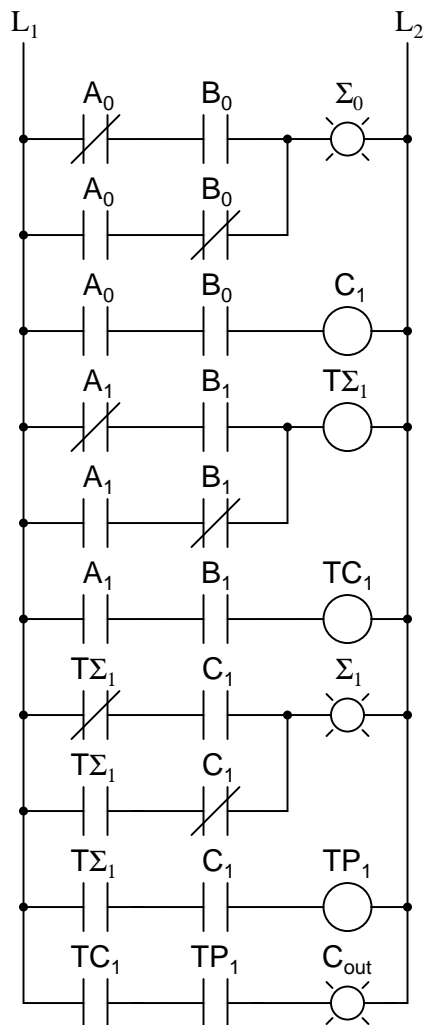 L₁ L₂
A₀ B₀ Σ₀
A₀ B₀
A₀ B₀ C₁
A₁ B₁ TΣ₁
A₁ B₁
A₁ B₁ TC₁
TΣ₁ C₁ Σ₁
TΣ₁ C₁
TΣ₁ C₁ TP₁
TC₁ TP₁ Cout